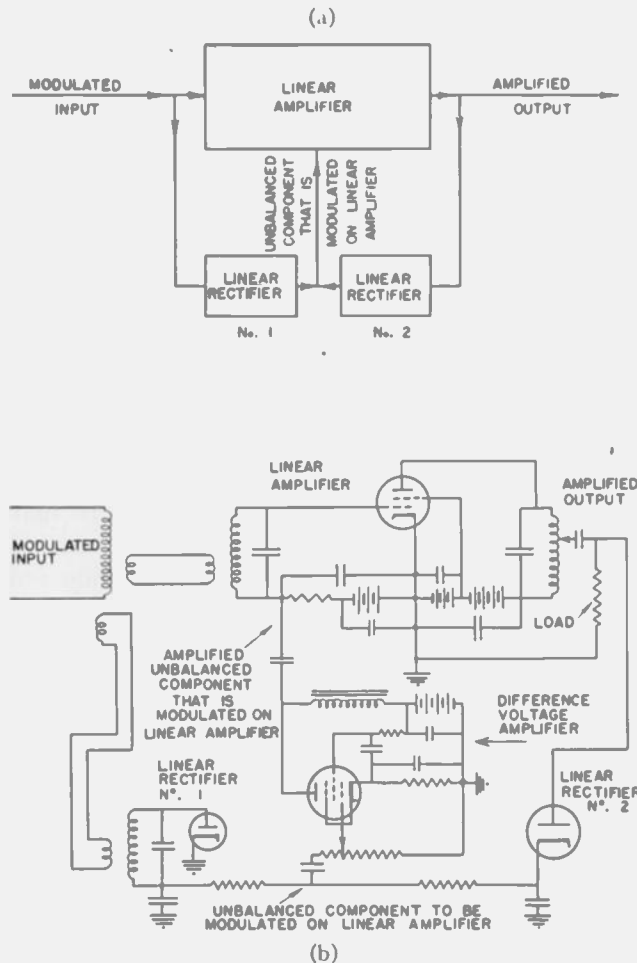 (a)
MODULATED
INPUT
LINEAR
AMPLIFIER
AMPLIFIED
OUTPUT
UNBALANCED
COMPONENT
THAT IS
MODULATED
ON LINEAR
AMPLIFIER
LINEAR
RECTIFIER
No. 1
LINEAR
RECTIFIER
No. 2
LINEAR
AMPLIFIER
AMPLIFIED
OUTPUT
MODULATED
INPUT
LOAD
AMPLIFIED
UNBALANCED
COMPONENT
THAT IS
MODULATED ON
LINEAR AMPLIFIER
DIFFERENCE
VOLTAGE
AMPLIFIER
LINEAR
RECTIFIER
Nº. 1
LINEAR
RECTIFIER
Nº. 2
UNBALANCED COMPONENT TO BE
MODULATED ON LINEAR AMPLIFIER
(b)